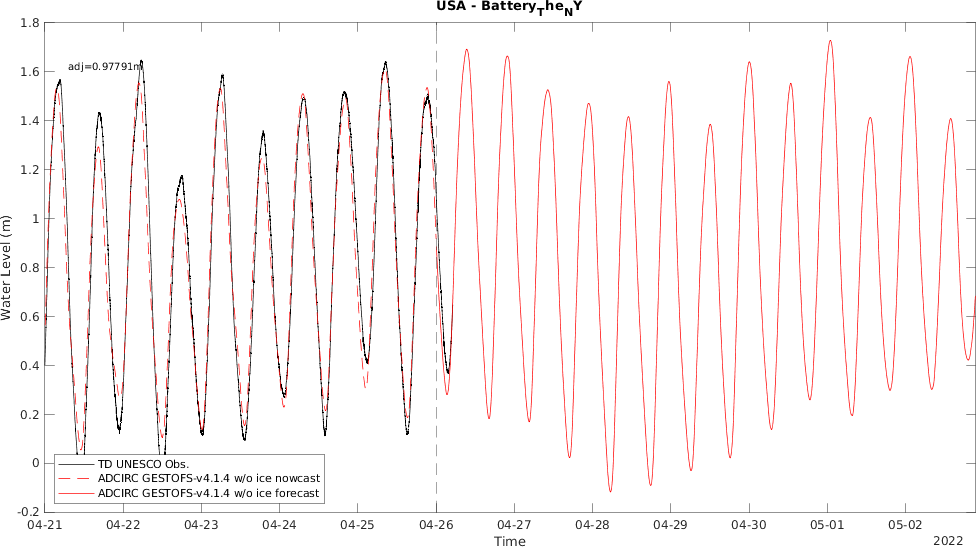 USA - Battery_The_NY
1.8
1.6
1.4
1.2
1
0.8
0.6
0.4
0.2
0
-0.2
Water Level (m)
adj=0.97791m
TD UNESCO Obs.
ADCIRC GESTOFS-v4.1.4 w/o ice nowcast
ADCIRC GESTOFS-v4.1.4 w/o ice forecast
04-21 04-22 04-23 04-24 04-25 04-26 04-27 04-28 04-29 04-30 05-01 05-02
Time
2022